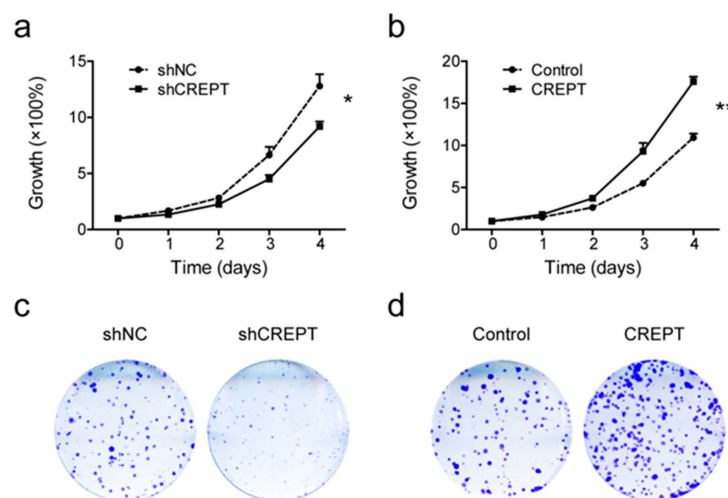 a
15
10
5
0
shNC
shCREPT
*
Growth (×100%)
0 1 2 3 4
Time (days)
b
20
15
10
5
0
Control
CREPT
**
Growth (×100%)
0 1 2 3 4
Time (days)
c
shNC shCREPT
d
Control CREPT